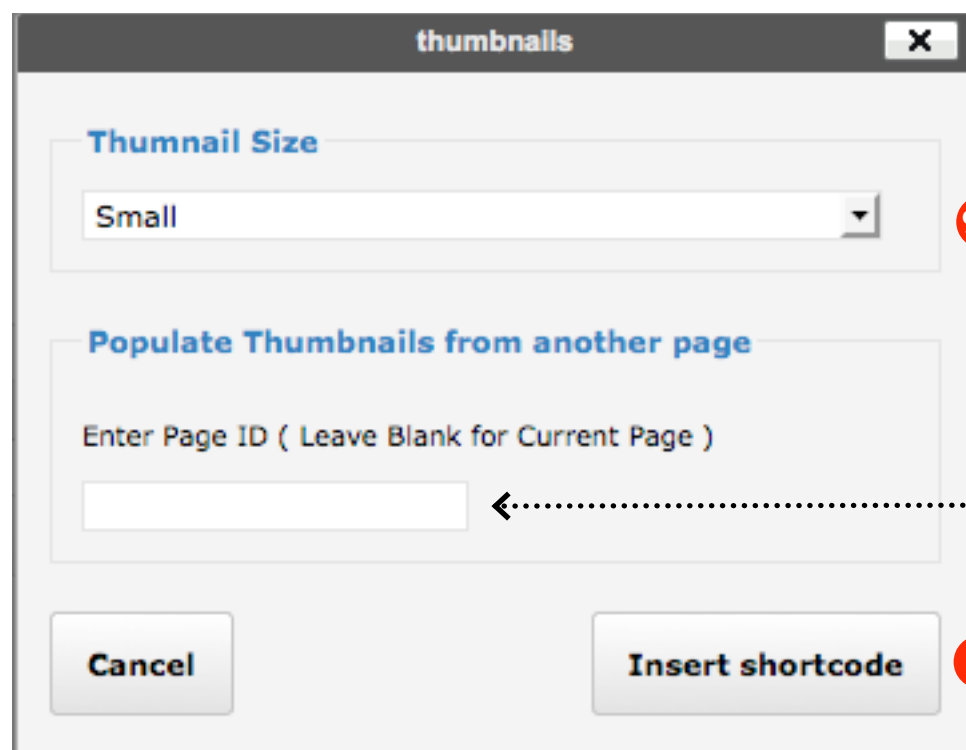 thumbnails
Thumnail Size
Small
Populate Thumbnails from another page
Enter Page ID ( Leave Blank for Current Page )
Cancel
Insert shortcode